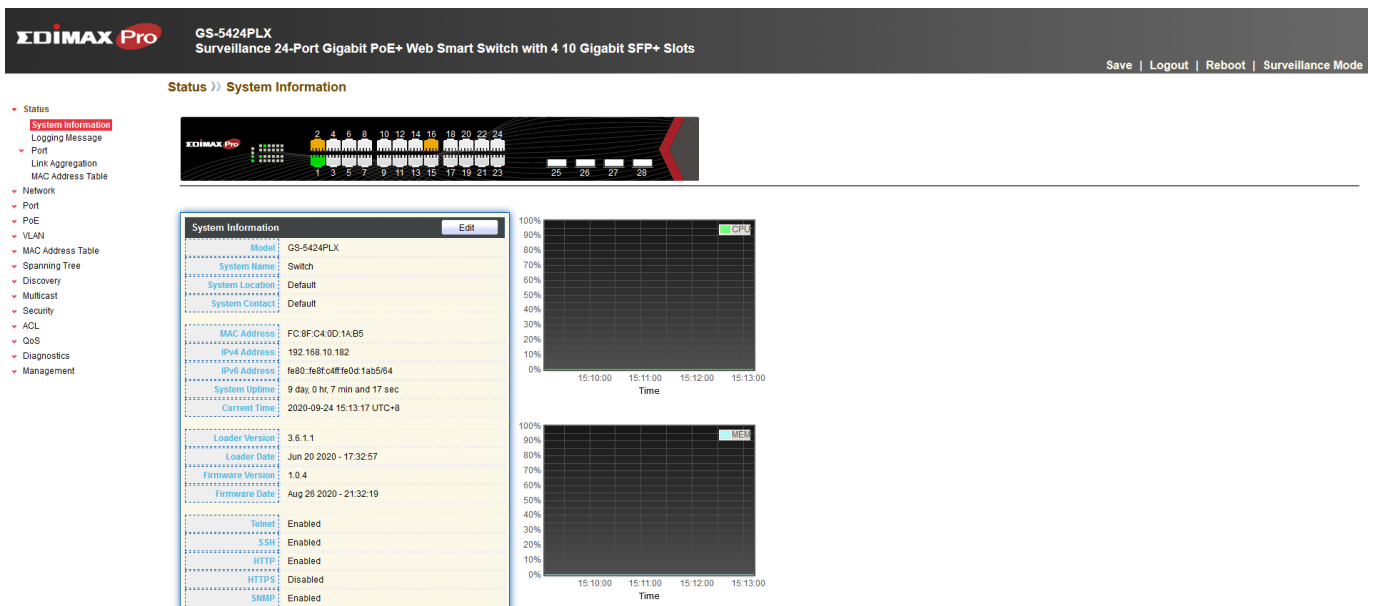 EDIMAX Pro
GS-5424PLX
Surveillance 24-Port Gigabit PoE+ Web Smart Switch with 4 10 Gigabit SFP+ Slots
Save | Logout | Reboot | Surveillance Mode
Status 》 System Information
Status
System Information
Logging Message
Port
Link Aggregation
MAC Address Table
Network
Port
PoE
VLAN
MAC Address Table
Spanning Tree
Discovery
Multicast
Security
ACL
QoS
Diagnostics
Management
EDIMAX Pro
2 4 6 8 10 12 14 16 18 20 22 24
1 3 5 7 9 11 13 15 17 19 21 23
25 26 27 28
System Information Edit
Model GS-5424PLX
System Name Switch
System Location Default
System Contact Default
MAC Address FC:8F:C4:0D:1A:B5
IPv4 Address 192.168.10.182
IPv6 Address fe80::fe8f:c4ff:fe0d:1ab5/64
System Uptime 9 day, 0 hr, 7 min and 17 sec
Current Time 2020-09-24 15:13:17 UTC+8
Loader Version 3.6.1.1
Loader Date Jun 20 2020 - 17:32:57
Firmware Version 1.0.4
Firmware Date Aug 26 2020 - 21:32:19
Telnet Enabled
SSH Enabled
HTTP Enabled
HTTPS Disabled
SNMP Enabled
CPU
100%
90%
80%
70%
60%
50%
40%
30%
20%
10%
0%
15:10:00 15:11:00 15:12:00 15:13:00
Time
MEM
100%
90%
80%
70%
60%
50%
40%
30%
20%
10%
0%
15:10:00 15:11:00 15:12:00 15:13:00
Time